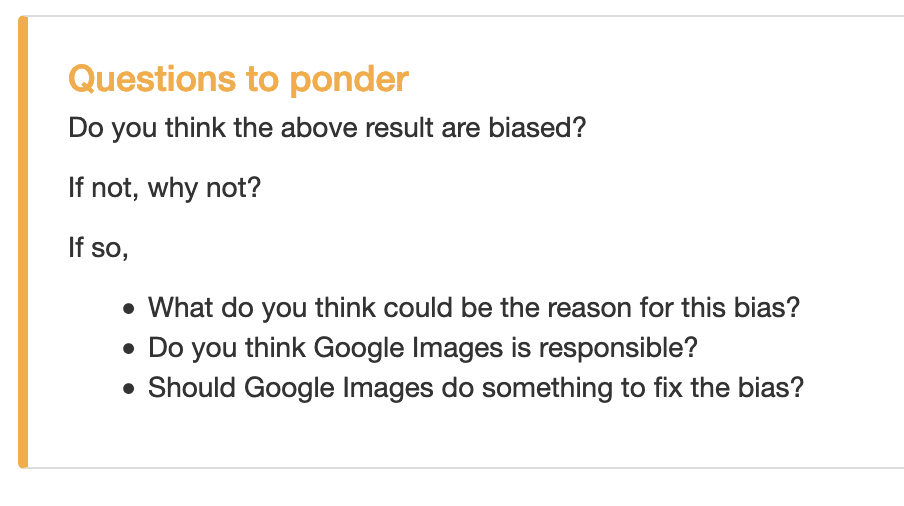 Questions to ponder
Do you think the above result are biased?
If not, why not?
If so,
• What do you think could be the reason for this bias?
• Do you think Google Images is responsible?
• Should Google Images do something to fix the bias?